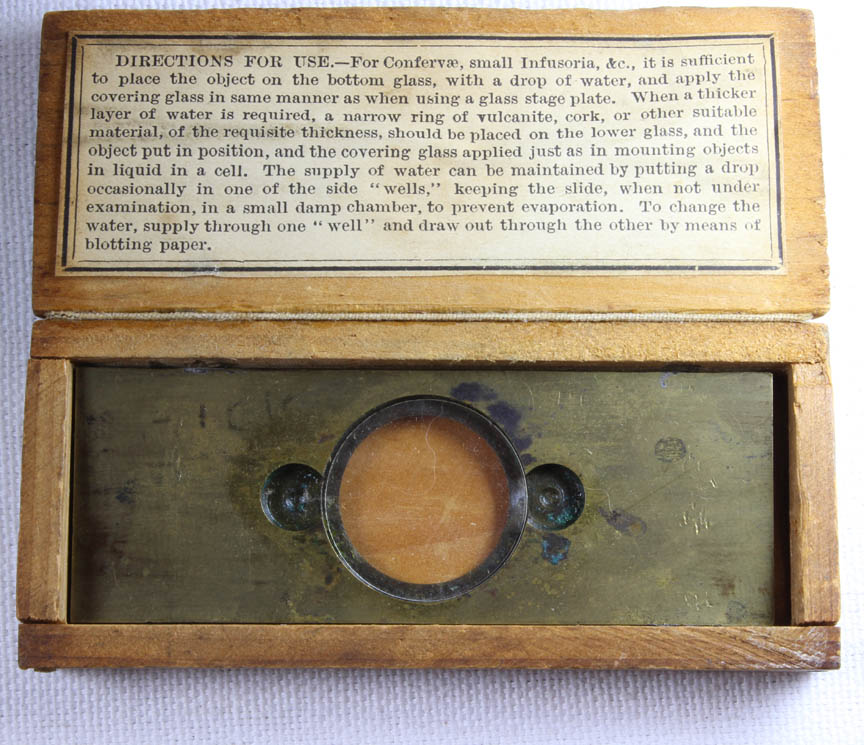 DIRECTIONS FOR USE.—For Confervæ, small Infusoria, &c., it is sufficient
to place the object on the bottom glass, with a drop of water, and apply the
covering glass in same manner as when using a glass stage plate. When a thicker
layer of water is required, a narrow ring of vulcanite, cork, or other suitable
material, of the requisite thickness, should be placed on the lower glass, and the
object put in position, and the covering glass applied just as in mounting objects
in liquid in a cell. The supply of water can be maintained by putting a drop
occasionally in one of the side "wells," keeping the slide, when not under
examination, in a small damp chamber, to prevent evaporation. To change the
water, supply through one "well" and draw out through the other by means of
blotting paper.